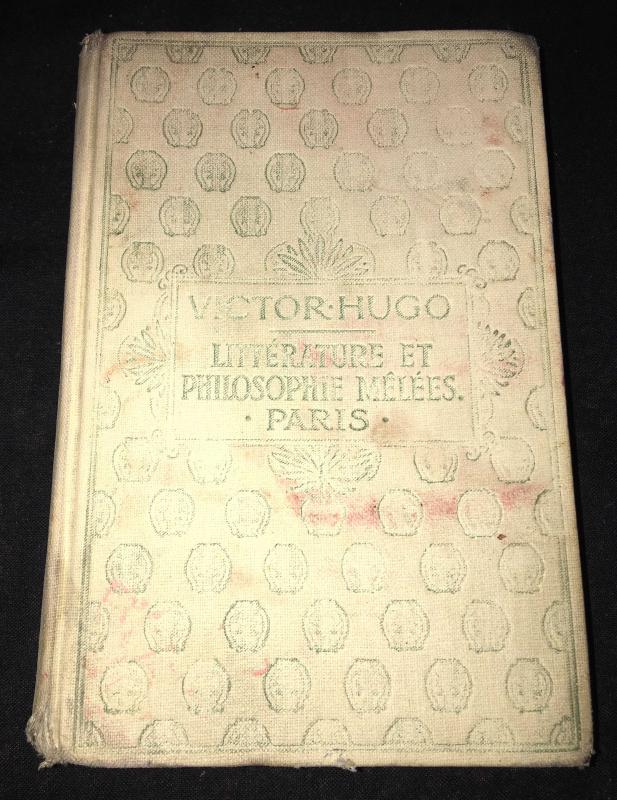 VICTOR·HUGO
LITTÉRATURE ET
PHILOSOPHIE MÊLÉES.
· PARIS ·